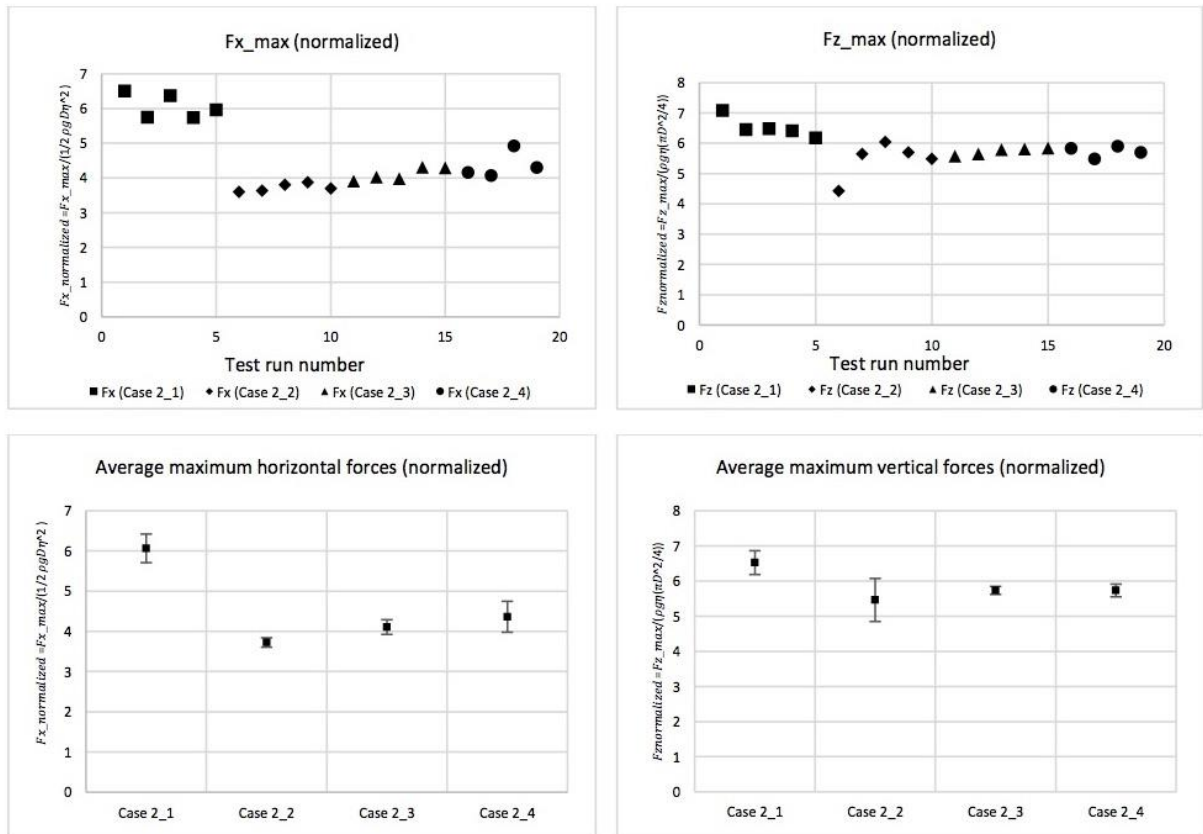 Fx_max (normalized)
Fx_normalized =Fx_max/(1/2 ρgDη^2)
7
6
5
4
3
2
1
0
0 5 10 15 20
Test run number
Fx (Case 2_1) Fx (Case 2_2) Fx (Case 2_3) Fx (Case 2_4)
Fz_max (normalized)
Fznormalized =Fz_max/(ρgη(πD^2/4))
8
7
6
5
4
3
2
1
0
0 5 10 15 20
Test run number
Fz (Case 2_1) Fz (Case 2_2) Fz (Case 2_3) Fz (Case 2_4)
Average maximum horizontal forces (normalized)
Fx_normalized =Fx_max/(1/2 ρgDη^2 )
7
6
5
4
3
2
1
0
Case 2_1 Case 2_2 Case 2_3 Case 2_4
Average maximum vertical forces (normalized)
Fznormalized =Fz_max/(ρgη(πD^2/4))
8
7
6
5
4
3
2
1
0
Case 2_1 Case 2_2 Case 2_3 Case 2_4